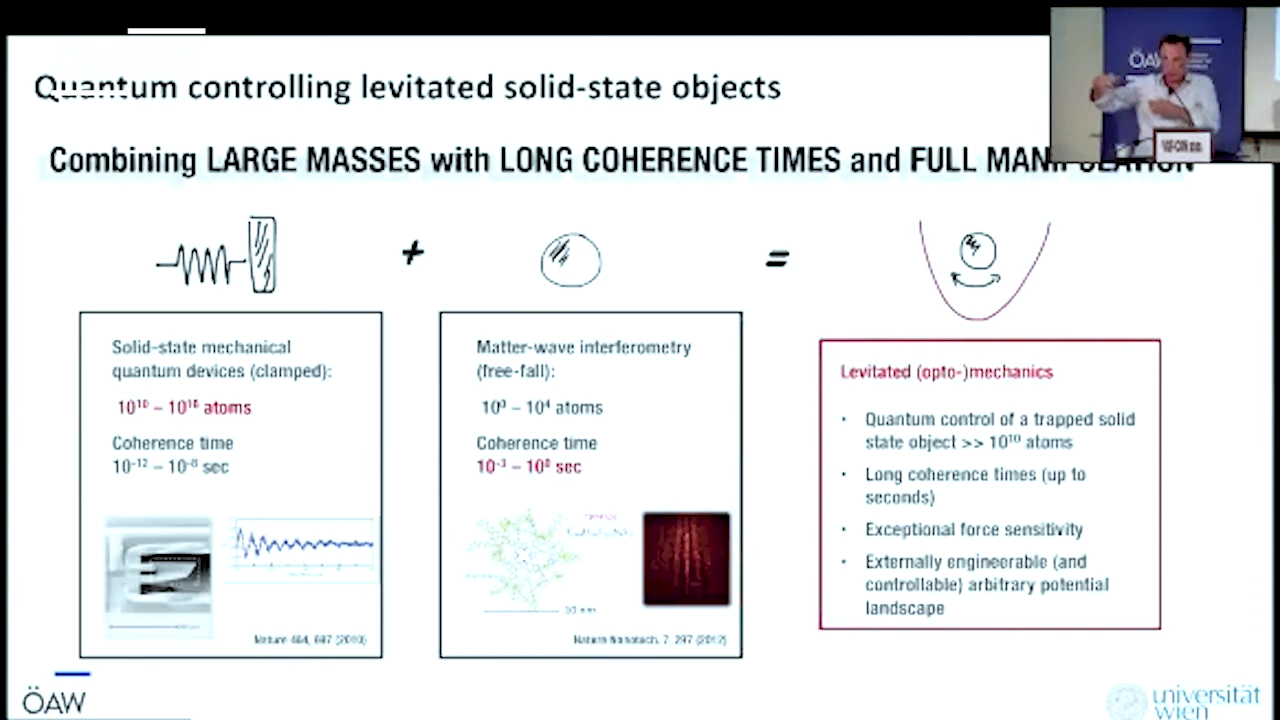 Quantum controlling levitated solid-state objects
Combining LARGE MASSES with LONG COHERENCE TIMES and FULL MANIPULATION
+
=
Solid-state mechanical
quantum devices (clamped):
10¹⁰ – 10¹⁶ atoms
Coherence time
10⁻¹² – 10⁻⁸ sec
Nature 464, 697 (2010)
Matter-wave interferometry
(free-fall):
10³ – 10⁴ atoms
Coherence time
10⁻³ – 10⁰ sec
10 nm
Nature Nanotech. 7, 297 (2012)
Levitated (opto-)mechanics
· Quantum control of a trapped solid
state object >> 10¹⁰ atoms
· Long coherence times (up to
seconds)
· Exceptional force sensitivity
· Externally engineerable (and
controllable) arbitrary potential
landscape
ÖAW
universität
wien